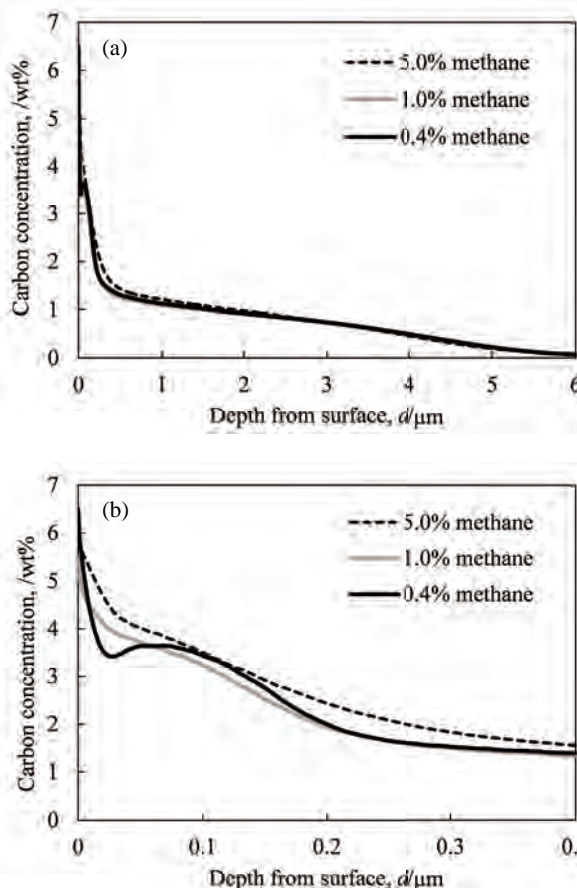 7
(a)
6
5.0% methane
5
1.0% methane
4
0.4% methane
3
2
1
0
Carbon concentration, /wt%
0 1 2 3 4 5 6
Depth from surface, d/μm
7
(b)
6
5.0% methane
5
1.0% methane
4
0.4% methane
3
2
1
0
Carbon concentration, /wt%
0 0.1 0.2 0.3 0.
Depth from surface, d/μm